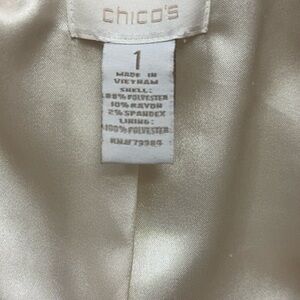 chico's
1
MADE IN
VIETNAM
SHELL:
88% POLYESTER
10% RAYON
2% SPANDEX
LINING:
100% POLYESTER
RN# 79984